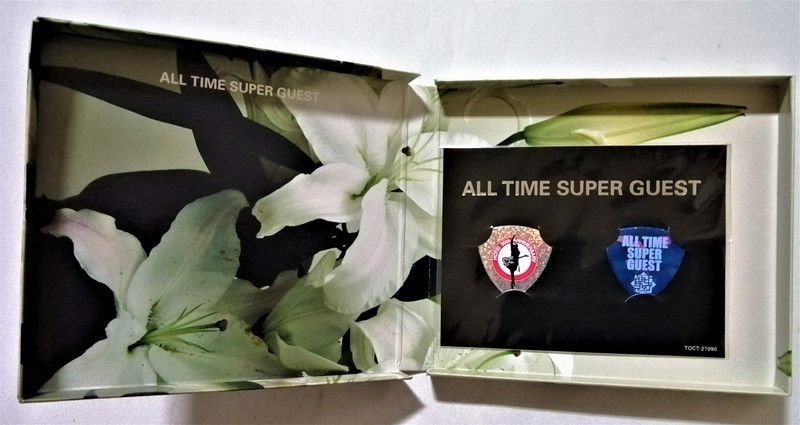 ALL TIME SUPER GUEST
ALL TIME SUPER GUEST
ALL TIME
SUPER
GUEST
TOCT-27090